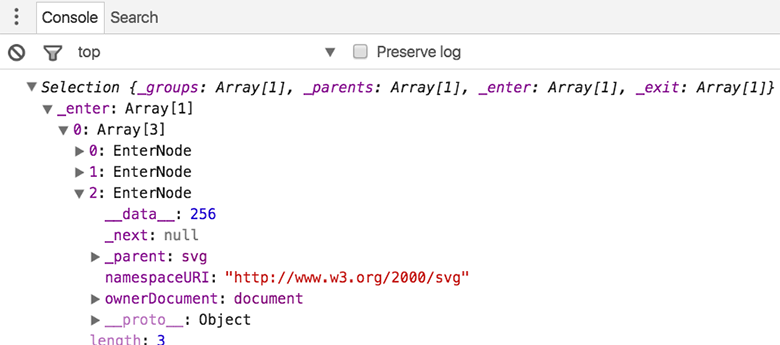 Console Search
top Preserve log
Selection {_groups: Array[1], _parents: Array[1], _enter: Array[1], _exit: Array[1]}
_enter: Array[1]
0: Array[3]
0: EnterNode
1: EnterNode
2: EnterNode
__data__: 256
_next: null
_parent: svg
namespaceURI: "http://www.w3.org/2000/svg"
ownerDocument: document
__proto__: Object
length: 3